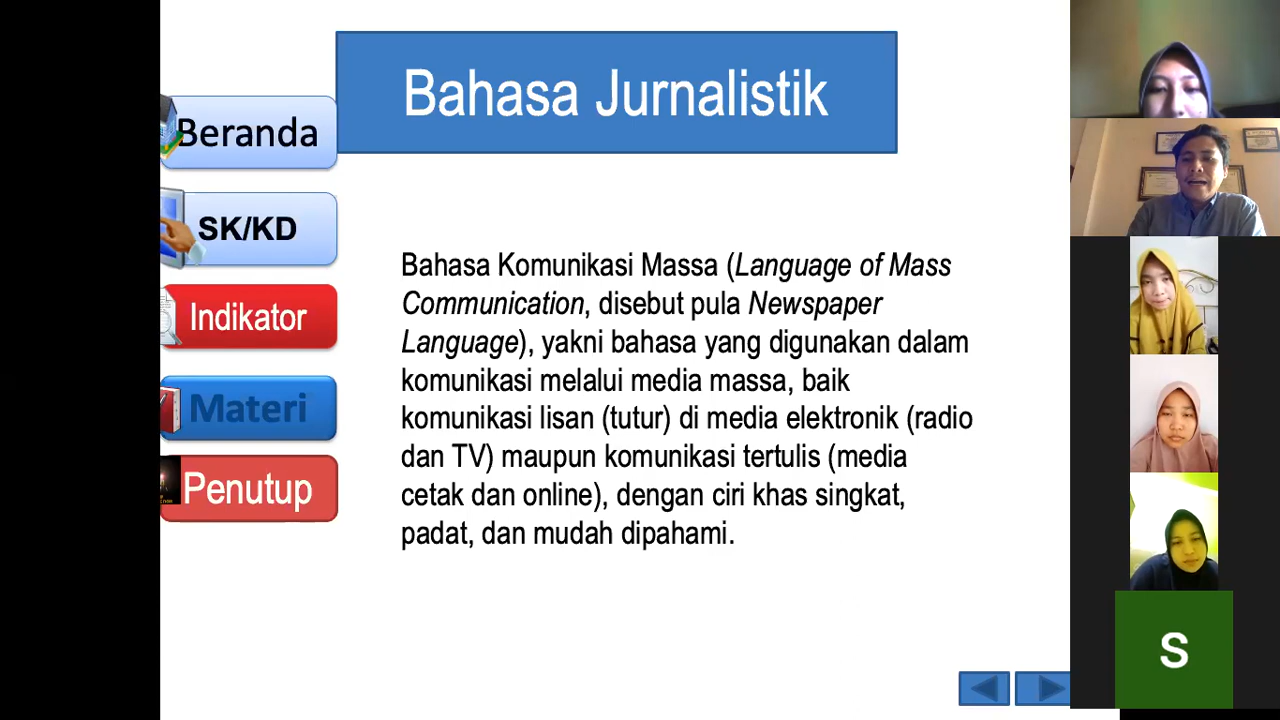 Bahasa Jurnalistik
Beranda
SK/KD
Indikator
Materi
Penutup
Bahasa Komunikasi Massa (Language of Mass
Communication, disebut pula Newspaper
Language), yakni bahasa yang digunakan dalam
komunikasi melalui media massa, baik
komunikasi lisan (tutur) di media elektronik (radio
dan TV) maupun komunikasi tertulis (media
cetak dan online), dengan ciri khas singkat,
padat, dan mudah dipahami.
S